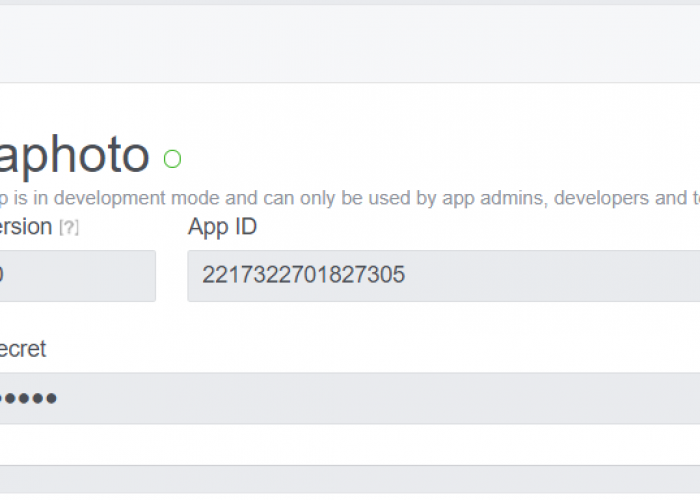 aphoto
p is in development mode and can only be used by app admins, developers and t
ersion [?] App ID
0 2217322701827305
ecret
•••••